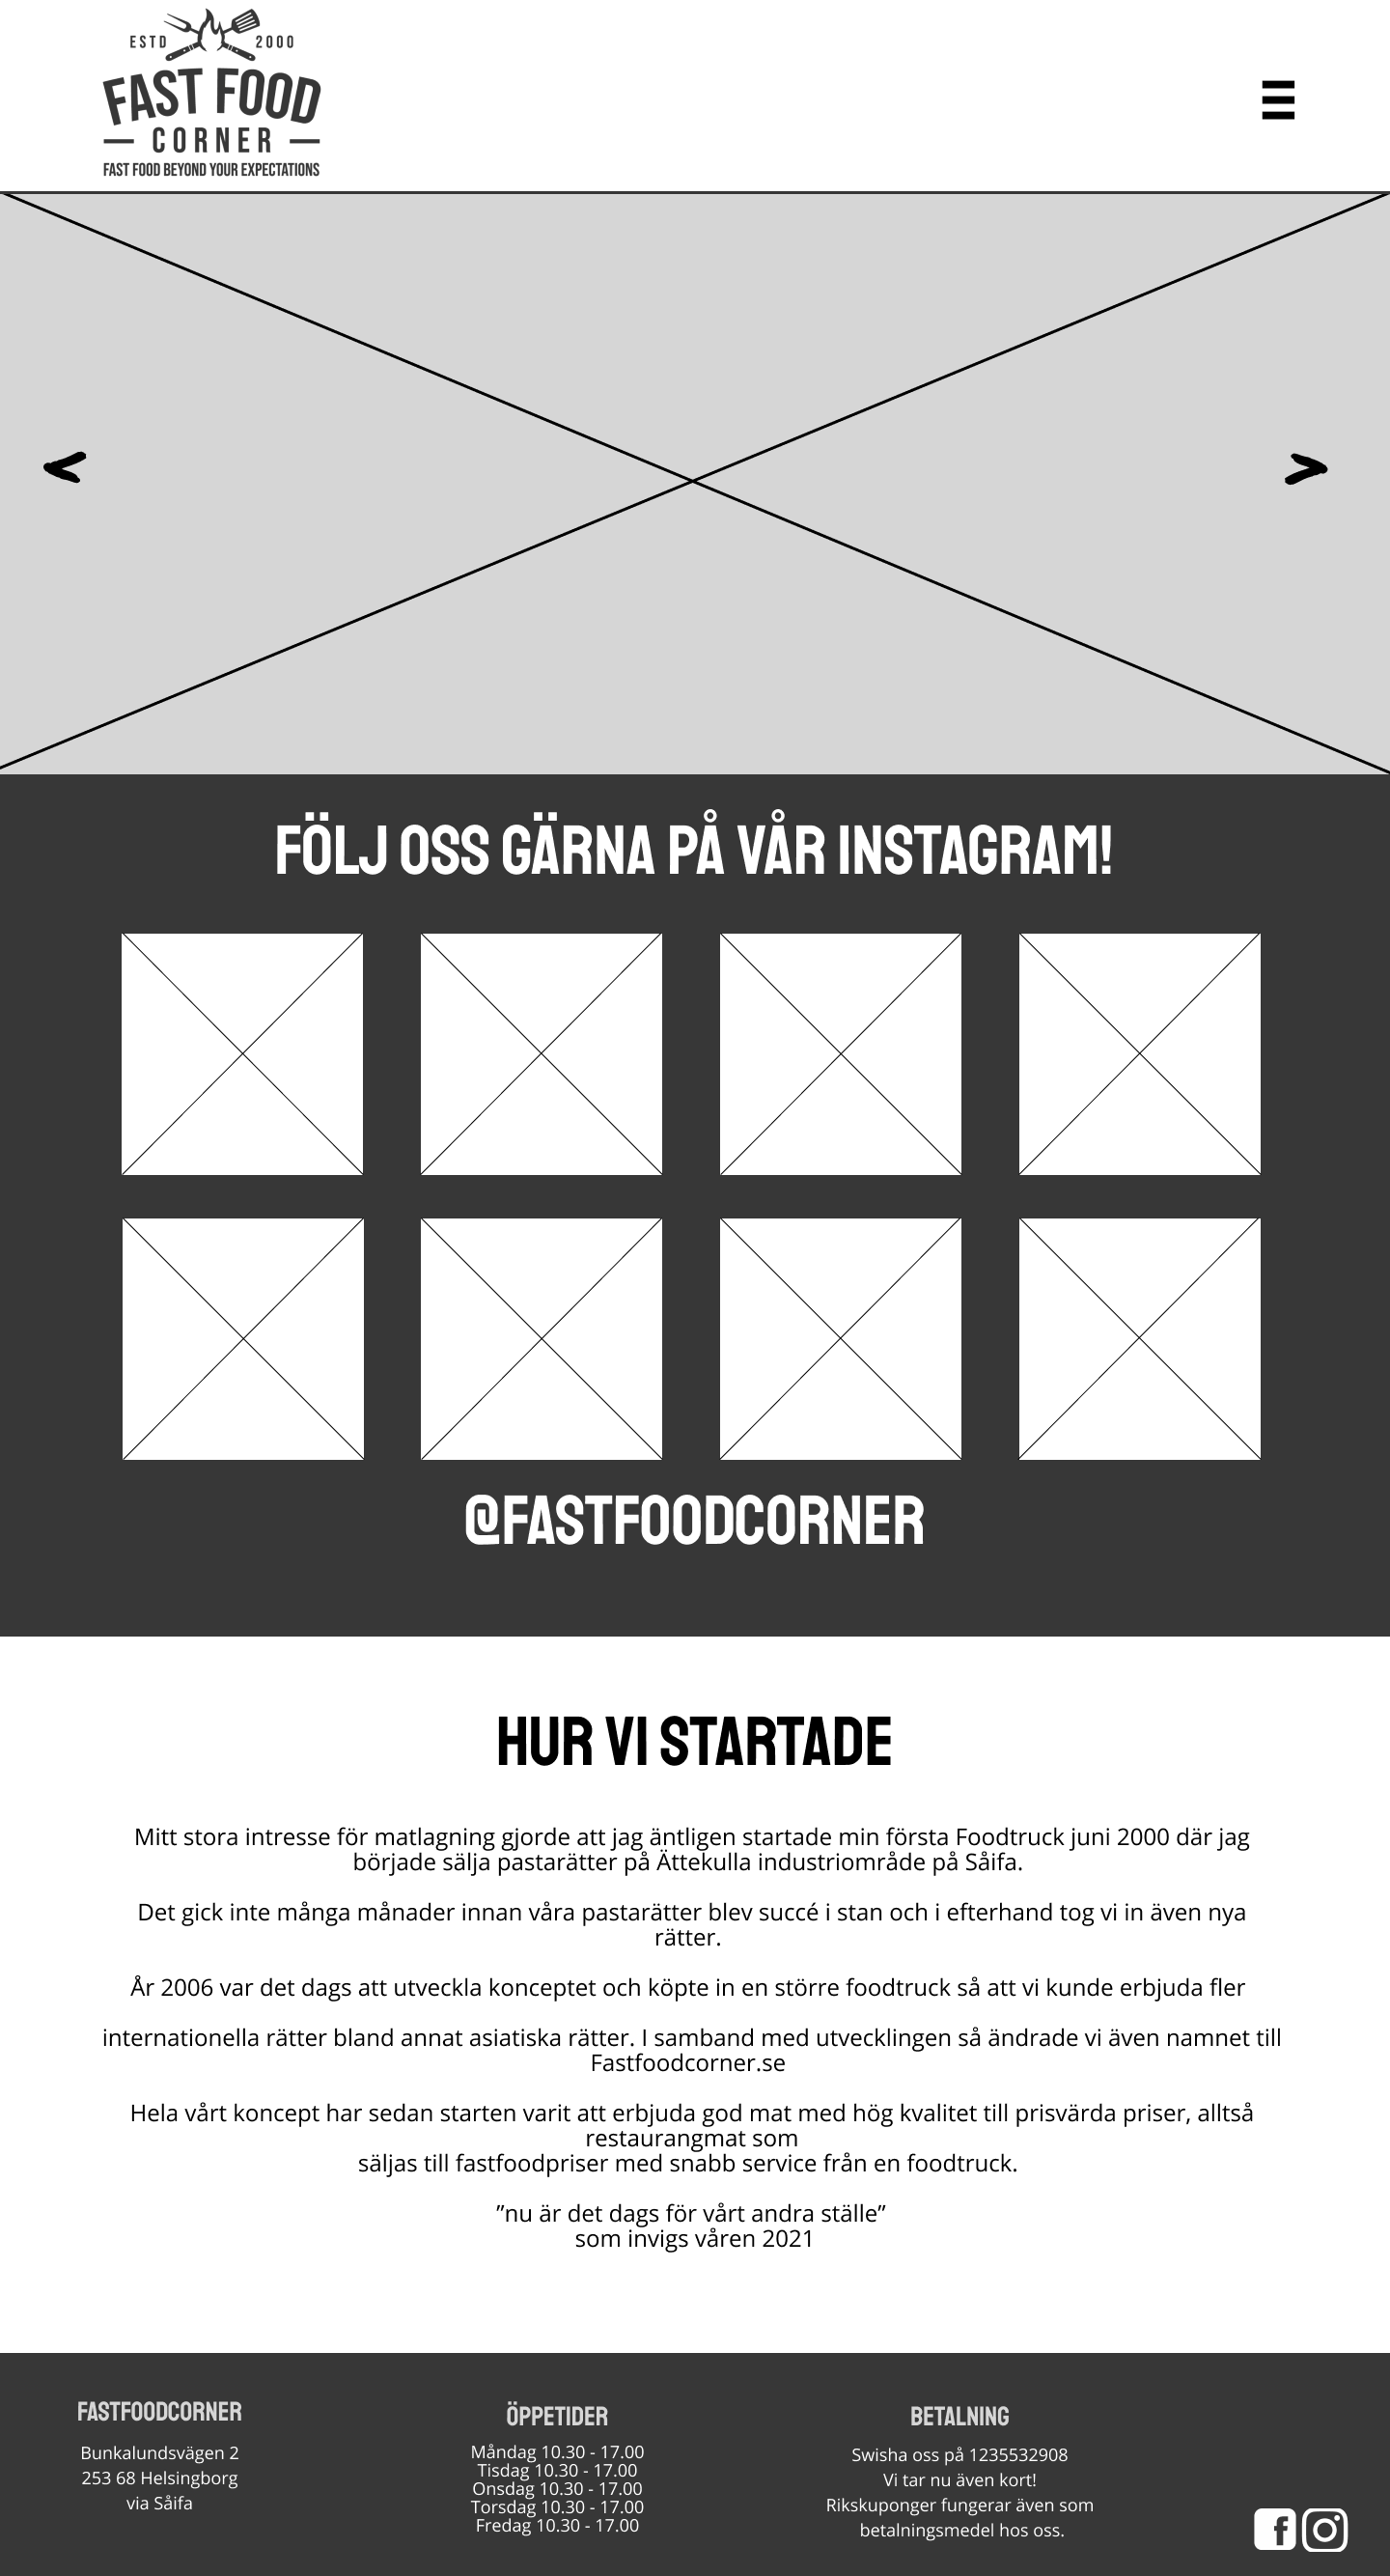 ESTD 2000
FAST FOOD
CORNER
FAST FOOD BEYOND YOUR EXPECTATIONS
FÖLJ OSS GÄRNA PÅ VÅR INSTAGRAM!
@FASTFOODCORNER
HUR VI STARTADE
Mitt stora intresse för matlagning gjorde att jag äntligen startade min första Foodtruck juni 2000 där jag
började sälja pastarätter på Ättekulla industriområde på Såifa.
Det gick inte många månader innan våra pastarätter blev succé i stan och i efterhand tog vi in även nya
rätter.
År 2006 var det dags att utveckla konceptet och köpte in en större foodtruck så att vi kunde erbjuda fler
internationella rätter bland annat asiatiska rätter. I samband med utvecklingen så ändrade vi även namnet till
Fastfoodcorner.se
Hela vårt koncept har sedan starten varit att erbjuda god mat med hög kvalitet till prisvärda priser, alltså
restaurangmat som
säljas till fastfoodpriser med snabb service från en foodtruck.
”nu är det dags för vårt andra ställe”
som invigs våren 2021
FASTFOODCORNER
Bunkalundsvägen 2
253 68 Helsingborg
via Såifa
ÖPPETIDER
Måndag 10.30 - 17.00
Tisdag 10.30 - 17.00
Onsdag 10.30 - 17.00
Torsdag 10.30 - 17.00
Fredag 10.30 - 17.00
BETALNING
Swisha oss på 1235532908
Vi tar nu även kort!
Rikskuponger fungerar även som
betalningsmedel hos oss.